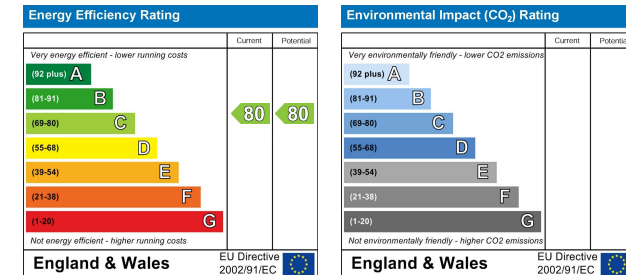 Energy Efficiency Rating
Current Potential
Very energy efficient - lower running costs
(92 plus) A
(81-91) B
(69-80) C
80 80
(55-68) D
(39-54) E
(21-38) F
(1-20) G
Not energy efficient - higher running costs
England & Wales
EU Directive
2002/91/EC
Environmental Impact (CO₂) Rating
Current Potential
Very environmentally friendly - lower CO2 emissions
(92 plus) A
(81-91) B
(69-80) C
(55-68) D
(39-54) E
(21-38) F
(1-20) G
Not environmentally friendly - higher CO2 emissions
England & Wales
EU Directive
2002/91/EC